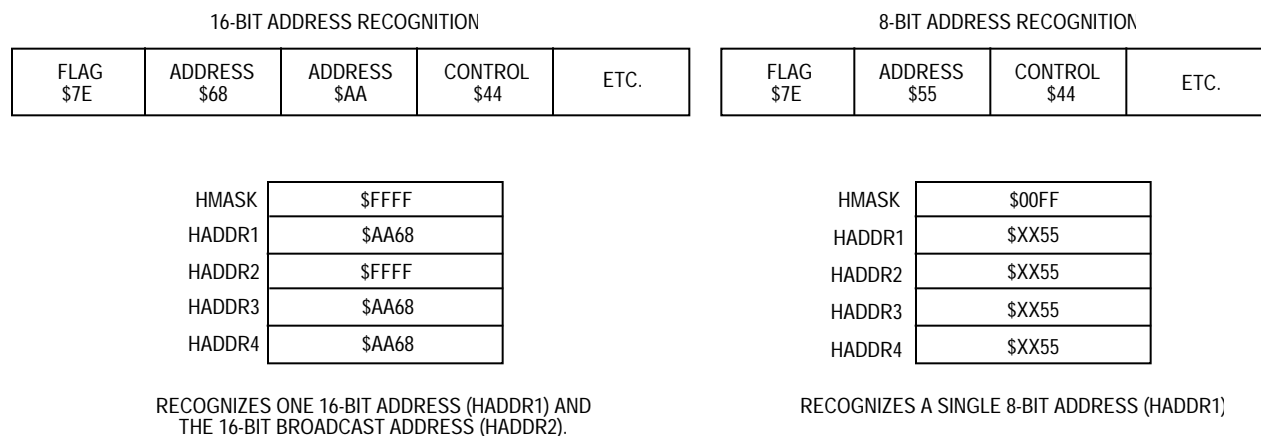 16-BIT ADDRESS RECOGNITION
FLAG ADDRESS ADDRESS CONTROL ETC.
$7E $68 $AA $44
HMASK $FFFF
HADDR1 $AA68
HADDR2 $FFFF
HADDR3 $AA68
HADDR4 $AA68
RECOGNIZES ONE 16-BIT ADDRESS (HADDR1) AND
THE 16-BIT BROADCAST ADDRESS (HADDR2).
8-BIT ADDRESS RECOGNITION
FLAG ADDRESS CONTROL ETC.
$7E $55 $44
HMASK $00FF
HADDR1 $XX55
HADDR2 $XX55
HADDR3 $XX55
HADDR4 $XX55
RECOGNIZES A SINGLE 8-BIT ADDRESS (HADDR1)